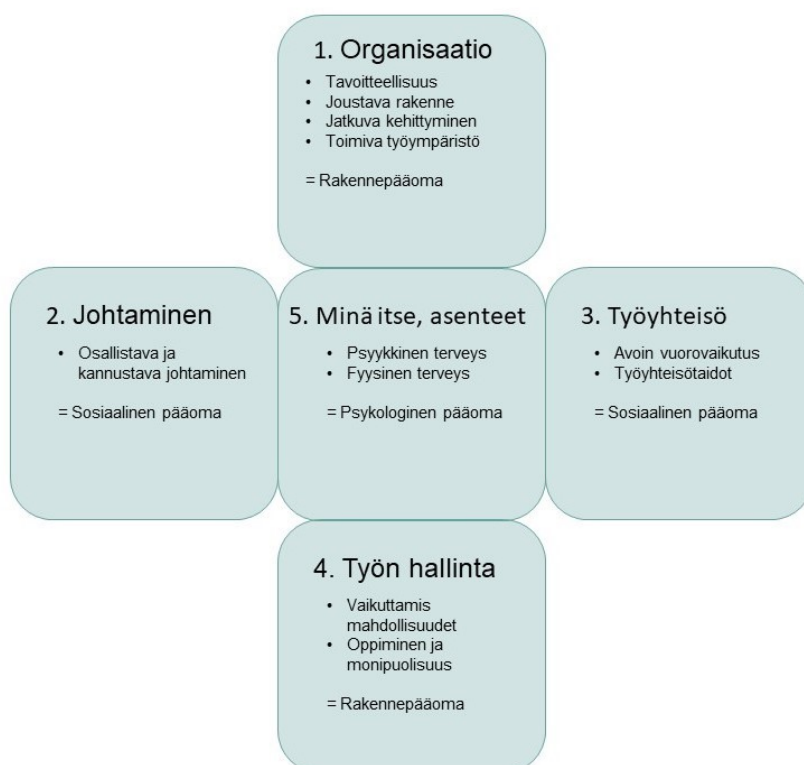 1. Organisaatio
• Tavoitteellisuus
• Joustava rakenne
• Jatkuva kehittyminen
• Toimiva työympäristö
= Rakennepääoma
2. Johtaminen
• Osallistava ja
kannustava johtaminen
= Sosiaalinen pääoma
5. Minä itse, asenteet
• Psyykkinen terveys
• Fyysinen terveys
= Psykologinen pääoma
3. Työyhteisö
• Avoin vuorovaikutus
• Työyhteisötaidot
= Sosiaalinen pääoma
4. Työn hallinta
• Vaikuttamis
mahdollisuudet
• Oppiminen ja
monipuolisuus
= Rakennepääoma